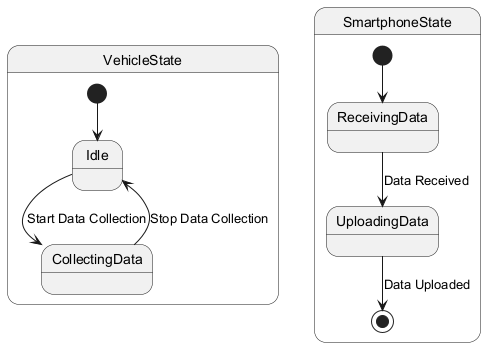 VehicleState
Idle
Start Data Collection
Stop Data Collection
CollectingData
SmartphoneState
ReceivingData
Data Received
UploadingData
Data Uploaded